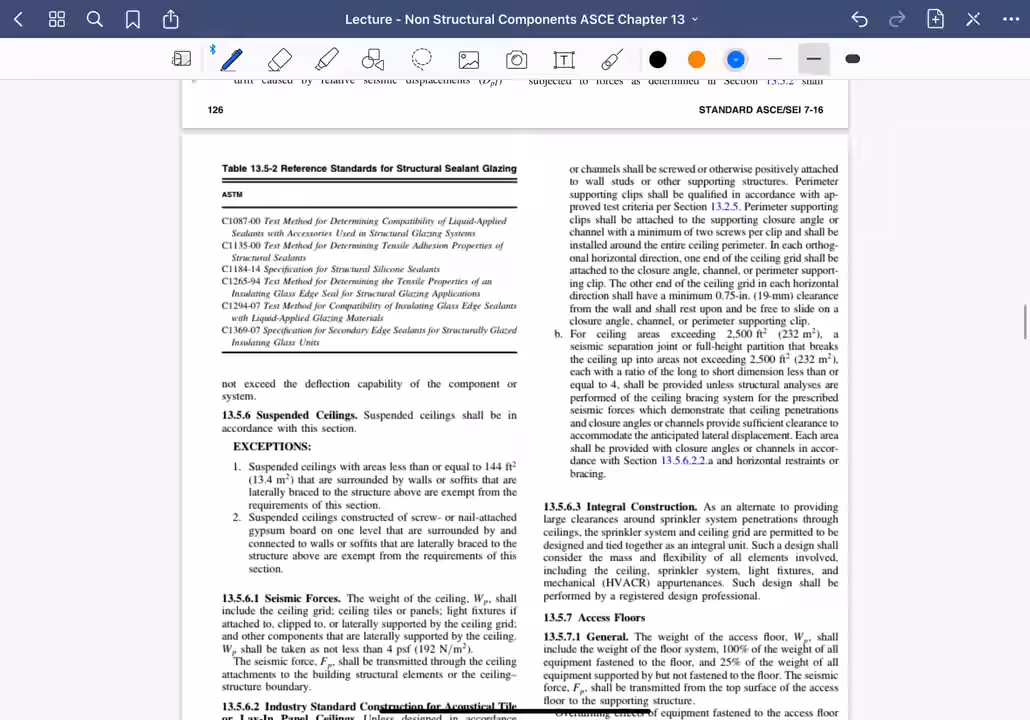 Lecture - Non Structural Components ASCE Chapter 13
drift caused by relative seismic displacements (DpI)
subjected to forces as determined in Section 13.5.2 shall
126
STANDARD ASCE/SEI 7-16
Table 13.5-2 Reference Standards for Structural Sealant Glazing
ASTM
C1087-00 Test Method for Determining Compatibility of Liquid-Applied
Sealants with Accessories Used in Structural Glazing Systems
C1135-00 Test Method for Determining Tensile Adhesion Properties of
Structural Sealants
C1184-14 Specification for Structural Silicone Sealants
C1265-94 Test Method for Determining the Tensile Properties of an
Insulating Glass Edge Seal for Structural Glazing Applications
C1294-07 Test Method for Compatibility of Insulating Glass Edge Sealants
with Liquid-Applied Glazing Materials
C1369-07 Specification for Secondary Edge Sealants for Structurally Glazed
Insulating Glass Units
not exceed the deflection capability of the component or
system.
13.5.6 Suspended Ceilings. Suspended ceilings shall be in
accordance with this section.
EXCEPTIONS:
1. Suspended ceilings with areas less than or equal to 144 ft²
(13.4 m²) that are surrounded by walls or soffits that are
laterally braced to the structure above are exempt from the
requirements of this section.
2. Suspended ceilings constructed of screw- or nail-attached
gypsum board on one level that are surrounded by and
connected to walls or soffits that are laterally braced to the
structure above are exempt from the requirements of this
section.
13.5.6.1 Seismic Forces. The weight of the ceiling, Wp, shall
include the ceiling grid; ceiling tiles or panels; light fixtures if
attached to, clipped to, or laterally supported by the ceiling grid;
and other components that are laterally supported by the ceiling.
Wp shall be taken as not less than 4 psf (192 N/m²).
The seismic force, Fp, shall be transmitted through the ceiling
attachments to the building structural elements or the ceiling–
structure boundary.
13.5.6.2 Industry Standard Construction for Acoustical Tile
or Lay-In Panel Ceilings. Unless designed in accordance
or channels shall be screwed or otherwise positively attached
to wall studs or other supporting structures. Perimeter
supporting clips shall be qualified in accordance with ap-
proved test criteria per Section 13.2.5. Perimeter supporting
clips shall be attached to the supporting closure angle or
channel with a minimum of two screws per clip and shall be
installed around the entire ceiling perimeter. In each orthog-
onal horizontal direction, one end of the ceiling grid shall be
attached to the closure angle, channel, or perimeter support-
ing clip. The other end of the ceiling grid in each horizontal
direction shall have a minimum 0.75-in. (19-mm) clearance
from the wall and shall rest upon and be free to slide on a
closure angle, channel, or perimeter supporting clip.
b. For ceiling areas exceeding 2,500 ft² (232 m²), a
seismic separation joint or full-height partition that breaks
the ceiling up into areas not exceeding 2,500 ft² (232 m²),
each with a ratio of the long to short dimension less than or
equal to 4, shall be provided unless structural analyses are
performed of the ceiling bracing system for the prescribed
seismic forces which demonstrate that ceiling penetrations
and closure angles or channels provide sufficient clearance to
accommodate the anticipated lateral displacement. Each area
shall be provided with closure angles or channels in accor-
dance with Section 13.5.6.2.2.a and horizontal restraints or
bracing.
13.5.6.3 Integral Construction. As an alternate to providing
large clearances around sprinkler system penetrations through
ceilings, the sprinkler system and ceiling grid are permitted to be
designed and tied together as an integral unit. Such a design shall
consider the mass and flexibility of all elements involved,
including the ceiling, sprinkler system, light fixtures, and
mechanical (HVACR) appurtenances. Such design shall be
performed by a registered design professional.
13.5.7 Access Floors
13.5.7.1 General. The weight of the access floor, Wp, shall
include the weight of the floor system, 100% of the weight of all
equipment fastened to the floor, and 25% of the weight of all
equipment supported by but not fastened to the floor. The seismic
force, Fp, shall be transmitted from the top surface of the access
floor to the supporting structure.
Overturning effects of equipment fastened to the access floor